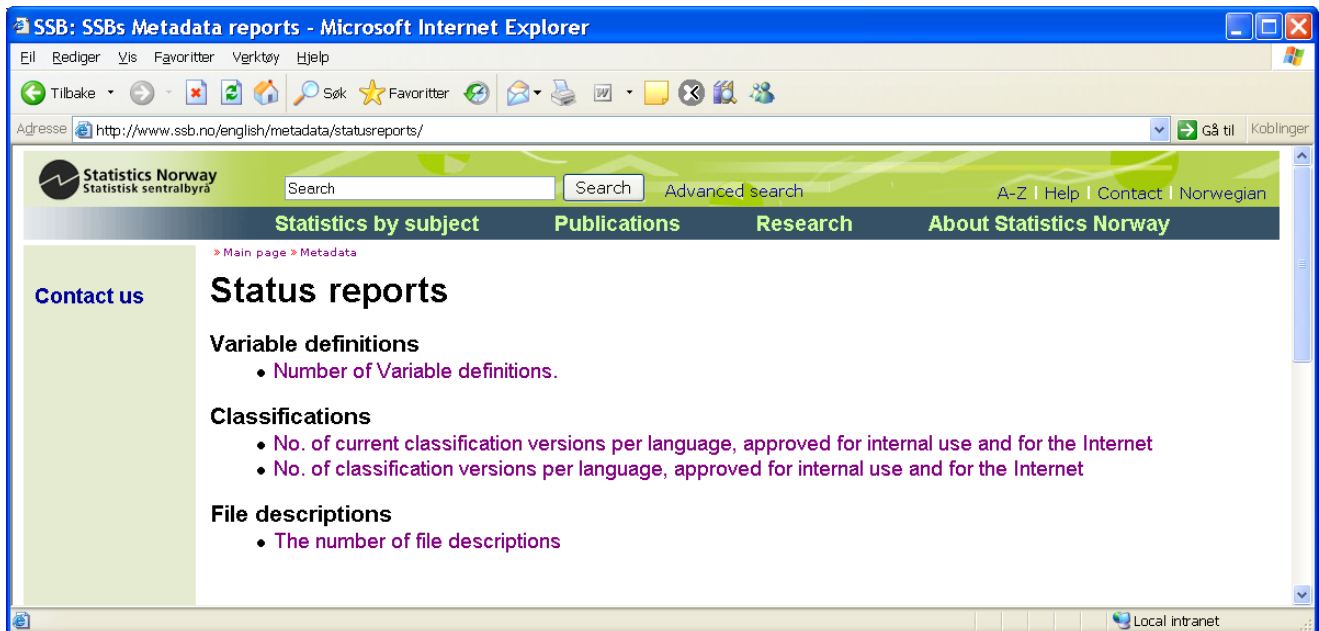 SSB: SSBs Metadata reports - Microsoft Internet Explorer
Eil Rediger Vis Favoritter Verktøy Hjelp
Tilbake Søk Favoritter
Adresse http://www.ssb.no/english/metadata/statusreports/ Gå til Koblinger
Statistics Norway
Statistisk sentralbyrå
Search Search Advanced search A-Z | Help | Contact | Norwegian
Statistics by subject Publications Research About Statistics Norway
» Main page » Metadata
Contact us
Status reports
Variable definitions
• Number of Variable definitions.
Classifications
• No. of current classification versions per language, approved for internal use and for the Internet
• No. of classification versions per language, approved for internal use and for the Internet
File descriptions
• The number of file descriptions
Local intranet